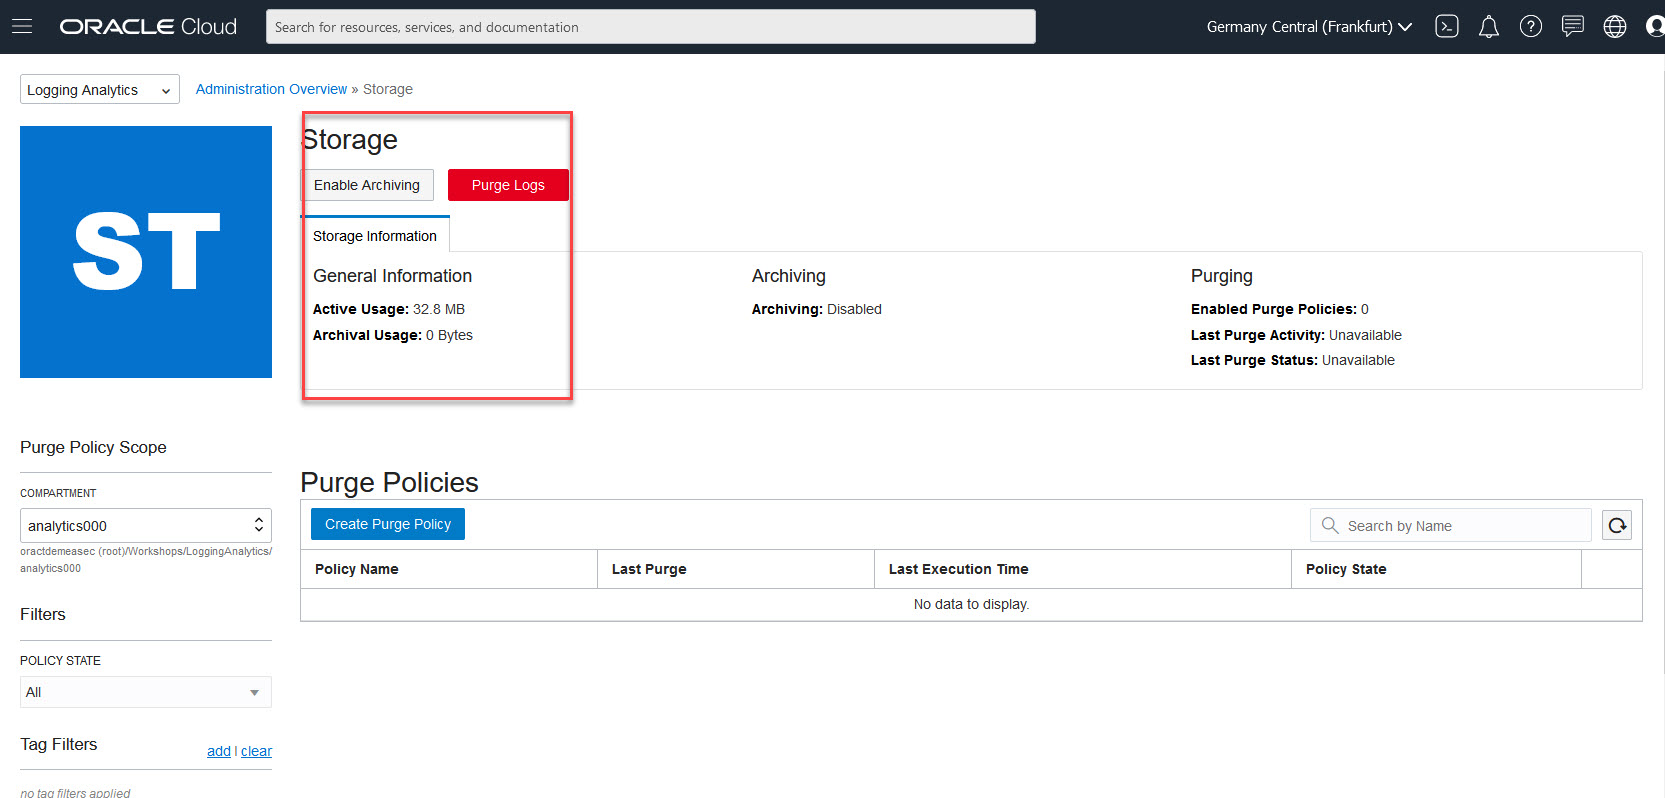 ORACLE Cloud
Search for resources, services, and documentation
Germany Central (Frankfurt)
Logging Analytics
Administration Overview » Storage
ST
Storage
Enable Archiving
Purge Logs
Storage Information
General Information
Active Usage: 32.8 MB
Archival Usage: 0 Bytes
Archiving
Archiving: Disabled
Purging
Enabled Purge Policies: 0
Last Purge Activity: Unavailable
Last Purge Status: Unavailable
Purge Policy Scope
COMPARTMENT
analytics000
oractdemeasec (root)/Workshops/LoggingAnalytics/
analytics000
Filters
POLICY STATE
All
Tag Filters
add | clear
no tag filters applied
Purge Policies
Create Purge Policy
Search by Name
Policy Name Last Purge Last Execution Time Policy State
No data to display.